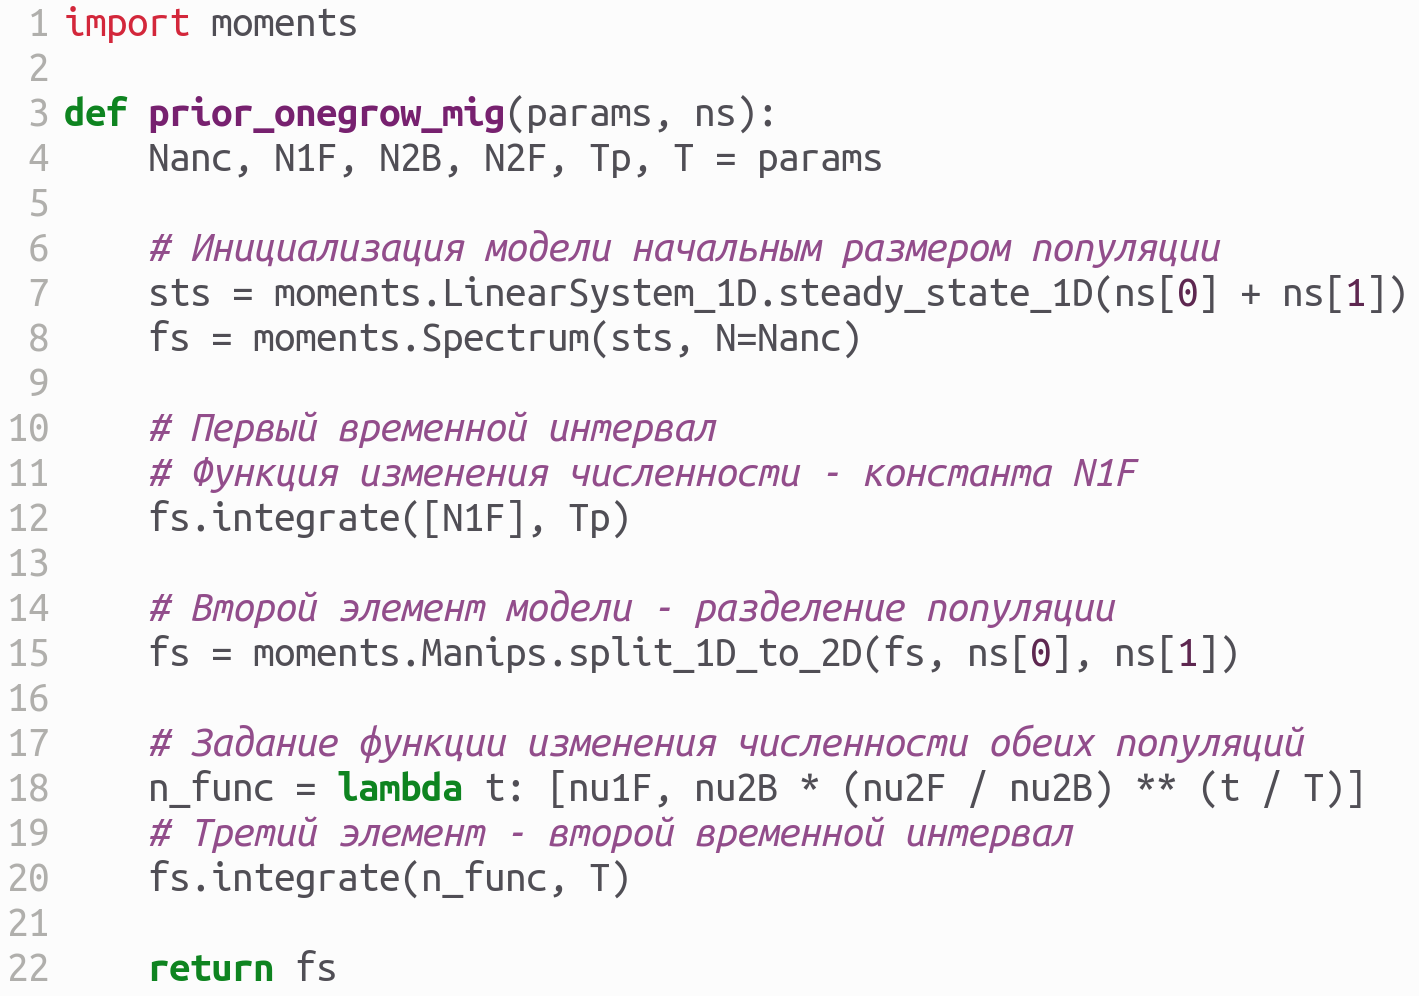 1 import moments
2
3 def prior_onegrow_mig(params, ns):
4     Nanc, N1F, N2B, N2F, Tp, T = params
5
6     # Инициализация модели начальным размером популяции
7     sts = moments.LinearSystem_1D.steady_state_1D(ns[0] + ns[1])
8     fs = moments.Spectrum(sts, N=Nanc)
9
10     # Первый временной интервал
11     # Функция изменения численности - константа N1F
12     fs.integrate([N1F], Tp)
13
14     # Второй элемент модели - разделение популяции
15     fs = moments.Manips.split_1D_to_2D(fs, ns[0], ns[1])
16
17     # Задание функции изменения численности обеих популяций
18     n_func = lambda t: [nu1F, nu2B * (nu2F / nu2B) ** (t / T)]
19     # Третий элемент - второй временной интервал
20     fs.integrate(n_func, T)
21
22     return fs